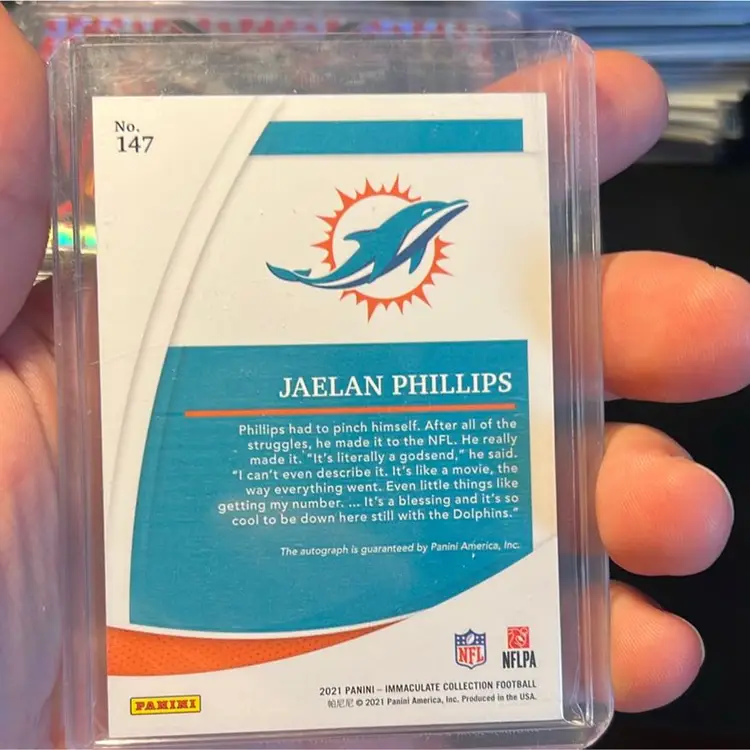 No.
147
JAELAN PHILLIPS
Phillips had to pinch himself. After all of the
struggles, he made it to the NFL. He really
made it. "It's literally a godsend," he said.
"I can't even describe it. It's like a movie, the
way everything went. Even little things like
getting my number. ... It's a blessing and it's so
cool to be down here still with the Dolphins."
The autograph is guaranteed by Panini America, Inc.
NFL
NFLPA
2021 PANINI – IMMACULATE COLLECTION FOOTBALL
帕尼尼 © 2021 Panini America, Inc. Produced in the USA.
PANINI